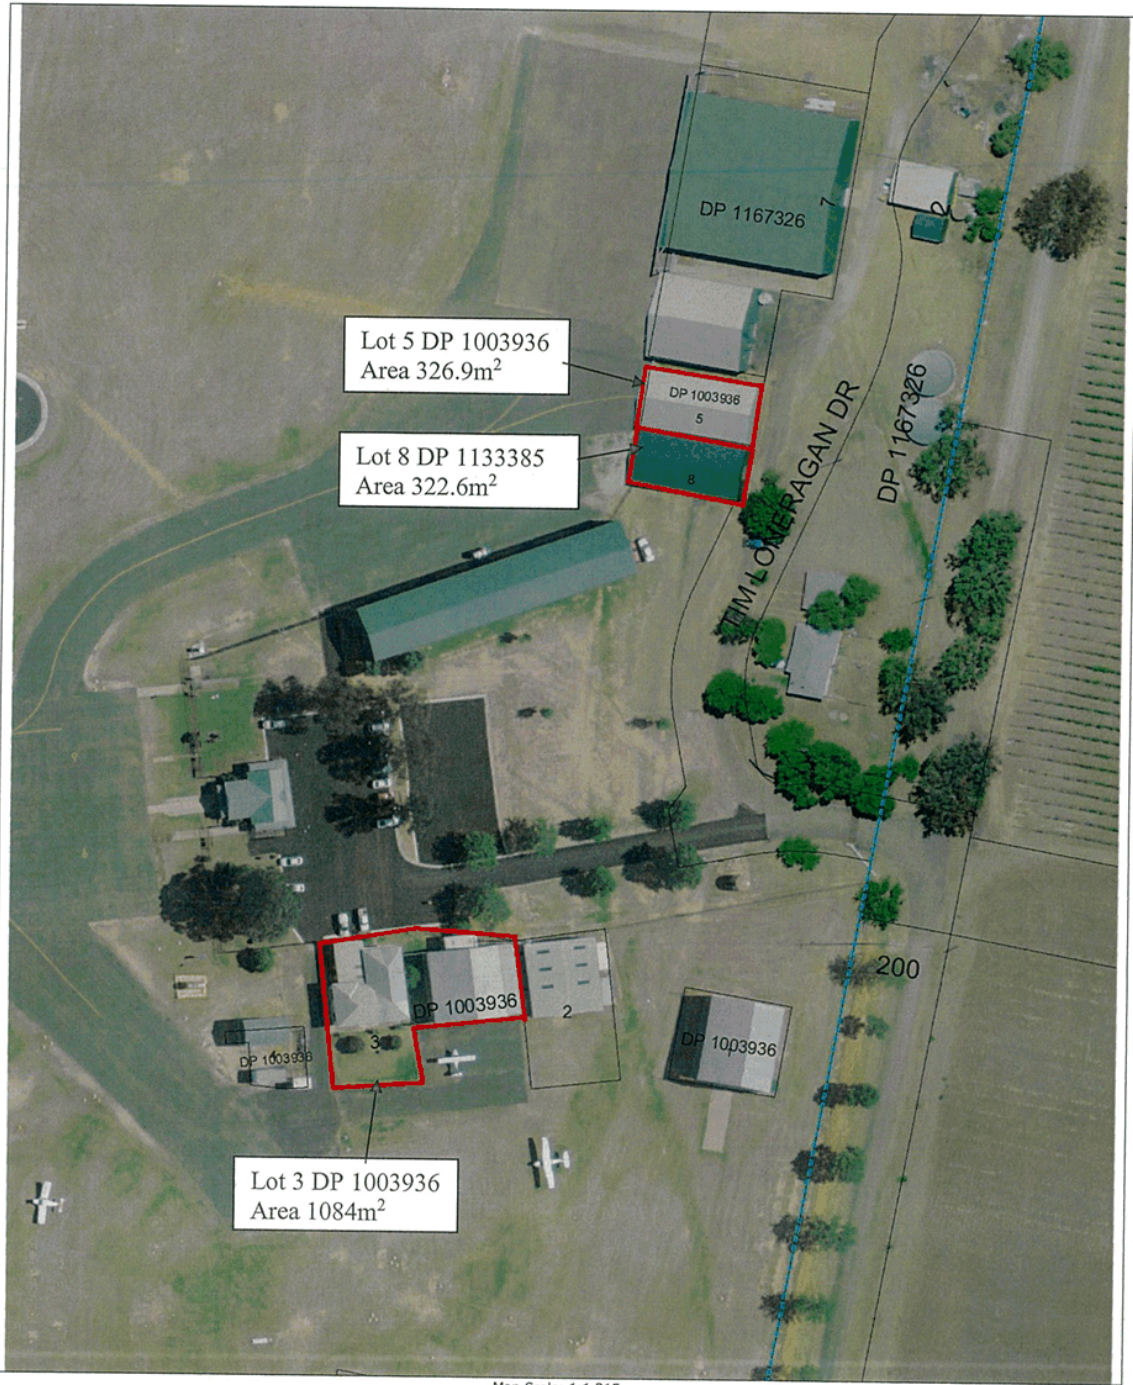 DP 1167326
7
2
Lot 5 DP 1003936
Area 326.9m²
DP 1003936
5
Lot 8 DP 1133385
Area 322.6m²
8
TIM LONERAGAN DR
DP 1167326
200
DP 1003936
3
2
DP 1003936
4
DP 1003936
1
Lot 3 DP 1003936
Area 1084m²